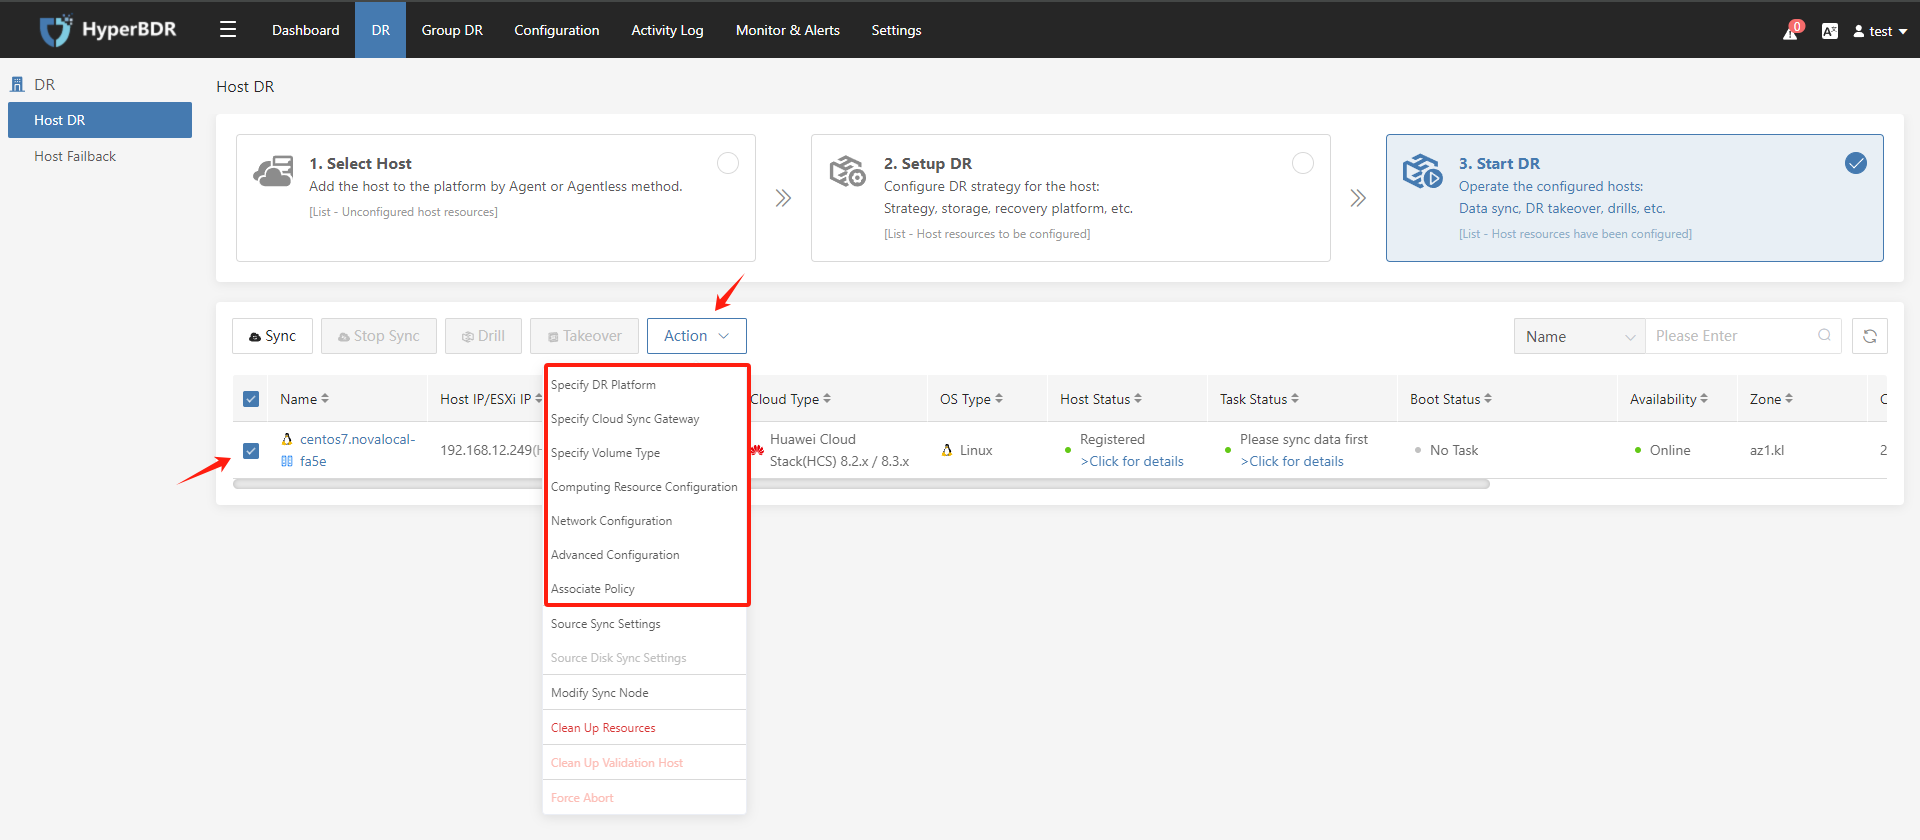 HyperBDR
Dashboard
DR
Group DR
Configuration
Activity Log
Monitor & Alerts
Settings
0
A
test
DR
Host DR
Host Failback
Host DR
1. Select Host
Add the host to the platform by Agent or Agentless method.
[List - Unconfigured host resources]
2. Setup DR
Configure DR strategy for the host:
Strategy, storage, recovery platform, etc.
[List - Host resources to be configured]
3. Start DR
Operate the configured hosts:
Data sync, DR takeover, drills, etc.
[List - Host resources have been configured]
Sync
Stop Sync
Drill
Takeover
Action
Name
Please Enter
Name
Host IP/ESXi IP
Cloud Type
OS Type
Host Status
Task Status
Boot Status
Availability
Zone
centos7.novalocal-
fa5e
192.168.12.249(
Huawei Cloud
Stack(HCS) 8.2.x / 8.3.x
Linux
Registered
>Click for details
Please sync data first
>Click for details
No Task
Online
az1.kl
2
Specify DR Platform
Specify Cloud Sync Gateway
Specify Volume Type
Computing Resource Configuration
Network Configuration
Advanced Configuration
Associate Policy
Source Sync Settings
Source Disk Sync Settings
Modify Sync Node
Clean Up Resources
Clean Up Validation Host
Force Abort